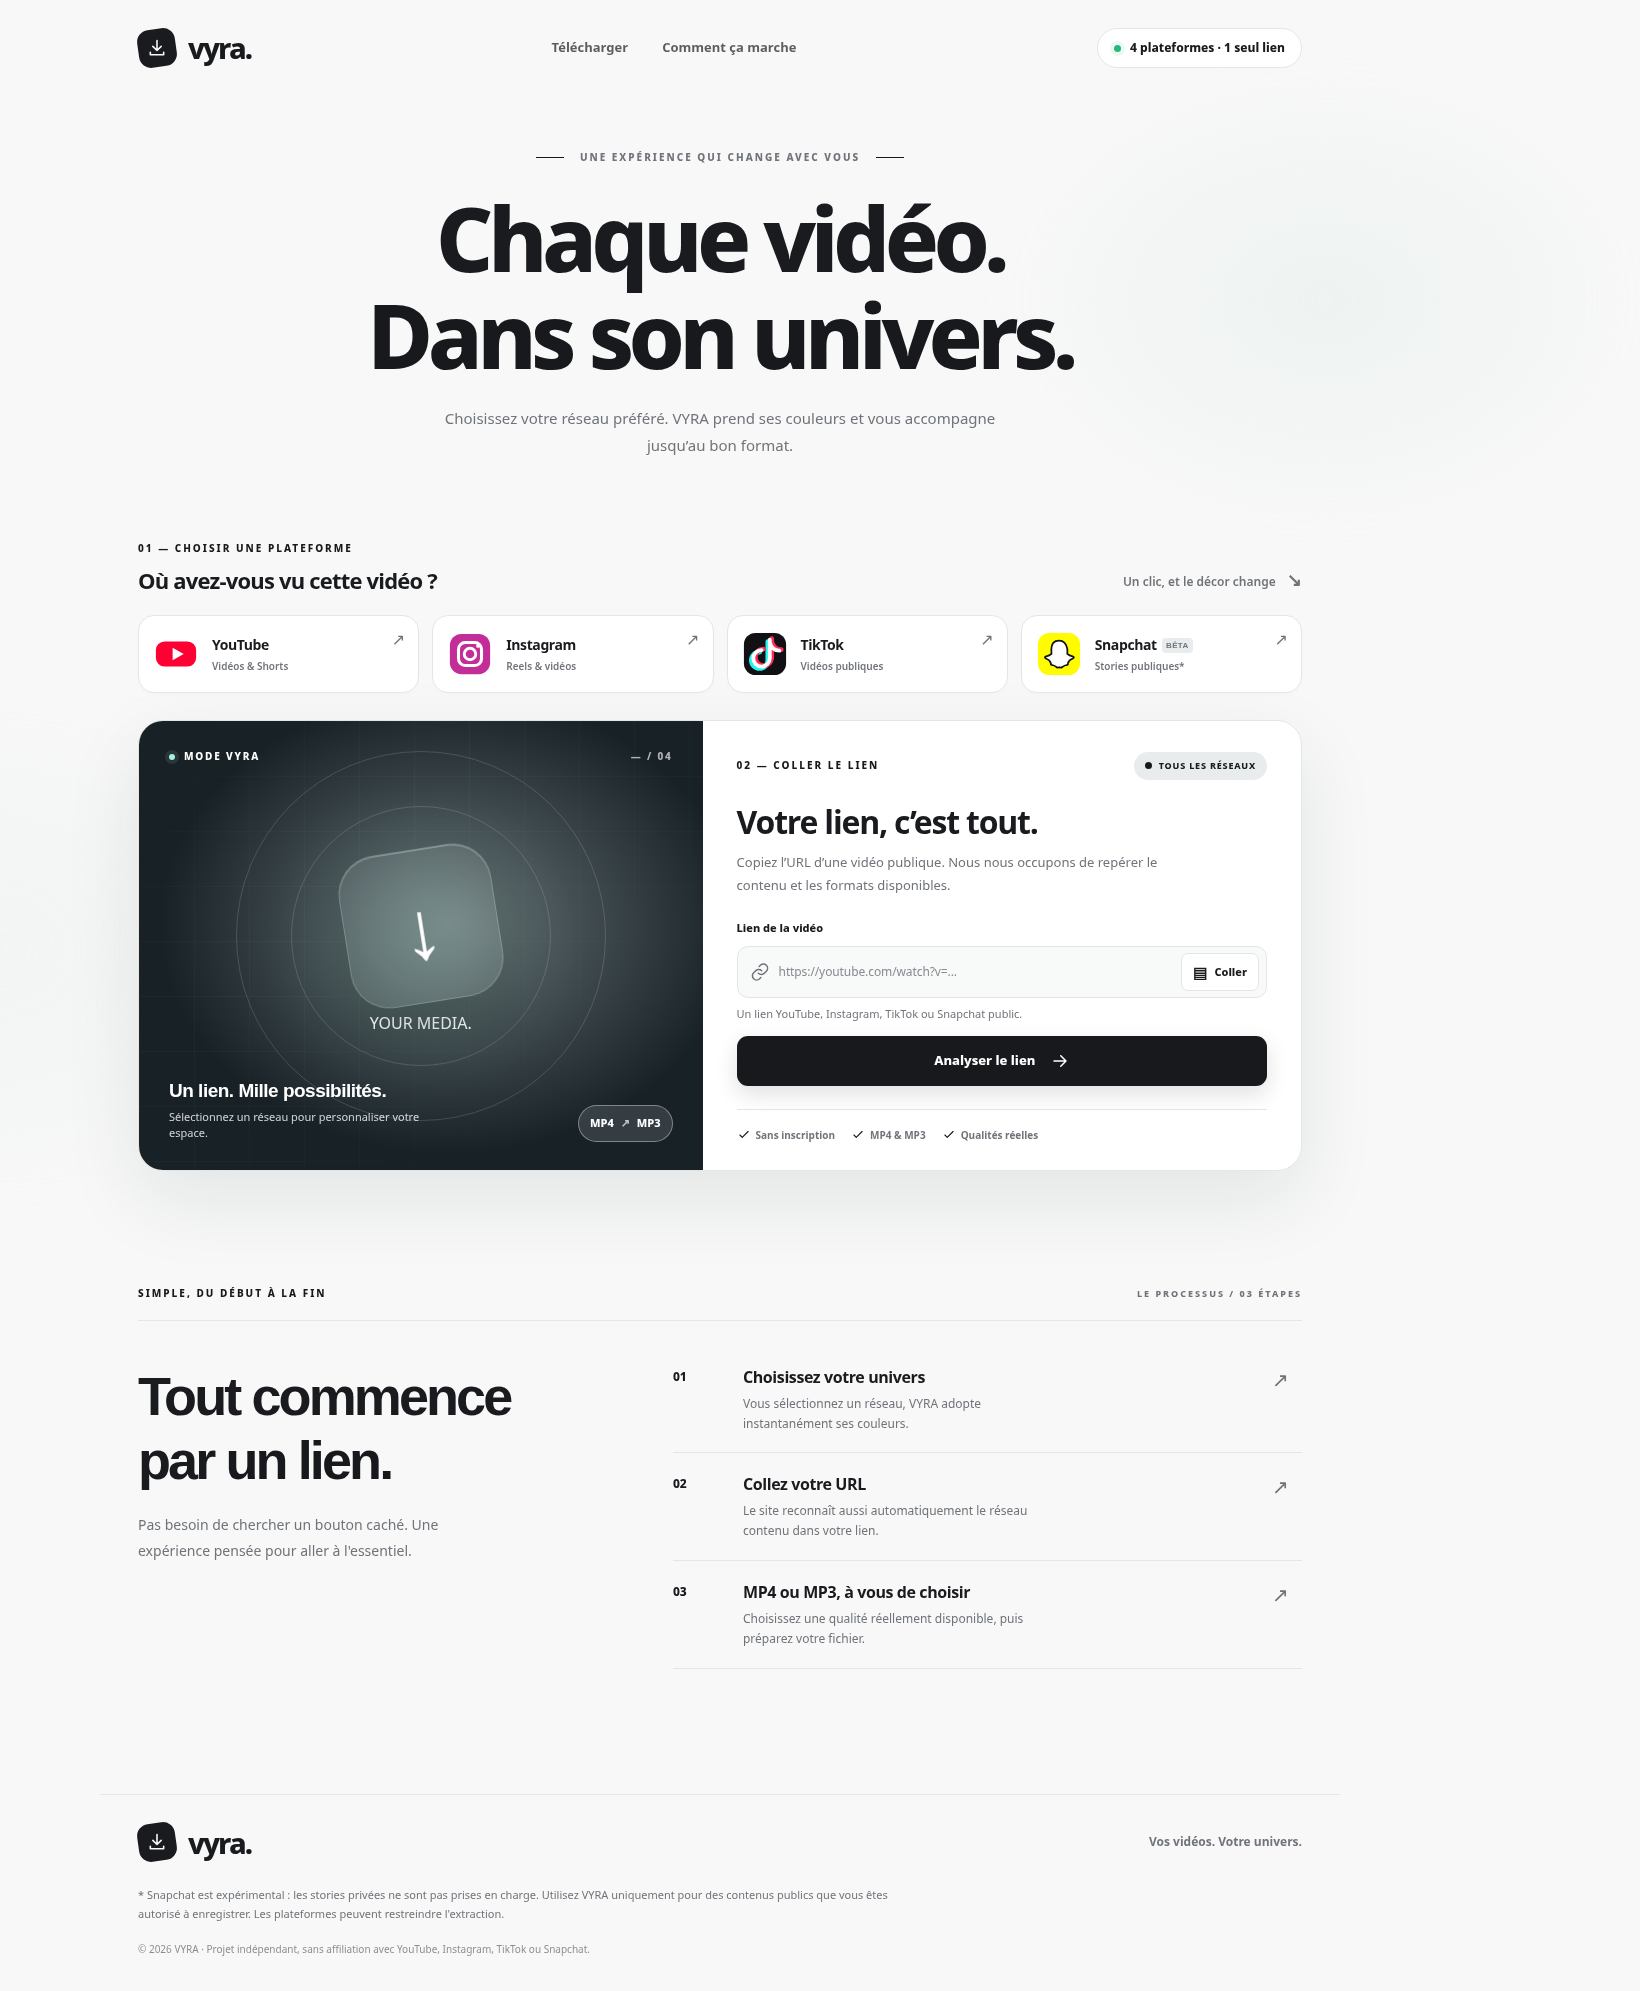 vyra.
Télécharger
Comment ça marche
4 plateformes · 1 seul lien
UNE EXPÉRIENCE QUI CHANGE AVEC VOUS
Chaque vidéo.
Dans son univers.
Choisissez votre réseau préféré. VYRA prend ses couleurs et vous accompagne
jusqu’au bon format.
01 — CHOISIR UNE PLATEFORME
Où avez-vous vu cette vidéo ?
Un clic, et le décor change ↘
YouTube ↗
Vidéos & Shorts
Instagram ↗
Reels & vidéos
TikTok ↗
Vidéos publiques
Snapchat BÊTA ↗
Stories publiques*
MODE VYRA
— / 04
↓
YOUR MEDIA.
Un lien. Mille possibilités.
Sélectionnez un réseau pour personnaliser votre
espace.
MP4 ↗ MP3
02 — COLLER LE LIEN
TOUS LES RÉSEAUX
Votre lien, c’est tout.
Copiez l’URL d’une vidéo publique. Nous nous occupons de repérer le
contenu et les formats disponibles.
Lien de la vidéo
https://youtube.com/watch?v=...
Coller
Un lien YouTube, Instagram, TikTok ou Snapchat public.
Analyser le lien →
✓ Sans inscription ✓ MP4 & MP3 ✓ Qualités réelles
SIMPLE, DU DÉBUT À LA FIN
LE PROCESSUS / 03 ÉTAPES
Tout commence
par un lien.
Pas besoin de chercher un bouton caché. Une
expérience pensée pour aller à l'essentiel.
01
Choisissez votre univers ↗
Vous sélectionnez un réseau, VYRA adopte
instantanément ses couleurs.
02
Collez votre URL ↗
Le site reconnaît aussi automatiquement le réseau
contenu dans votre lien.
03
MP4 ou MP3, à vous de choisir ↗
Choisissez une qualité réellement disponible, puis
préparez votre fichier.
vyra.
Vos vidéos. Votre univers.
* Snapchat est expérimental : les stories privées ne sont pas prises en charge. Utilisez VYRA uniquement pour des contenus publics que vous êtes
autorisé à enregistrer. Les plateformes peuvent restreindre l'extraction.
© 2026 VYRA · Projet indépendant, sans affiliation avec YouTube, Instagram, TikTok ou Snapchat.